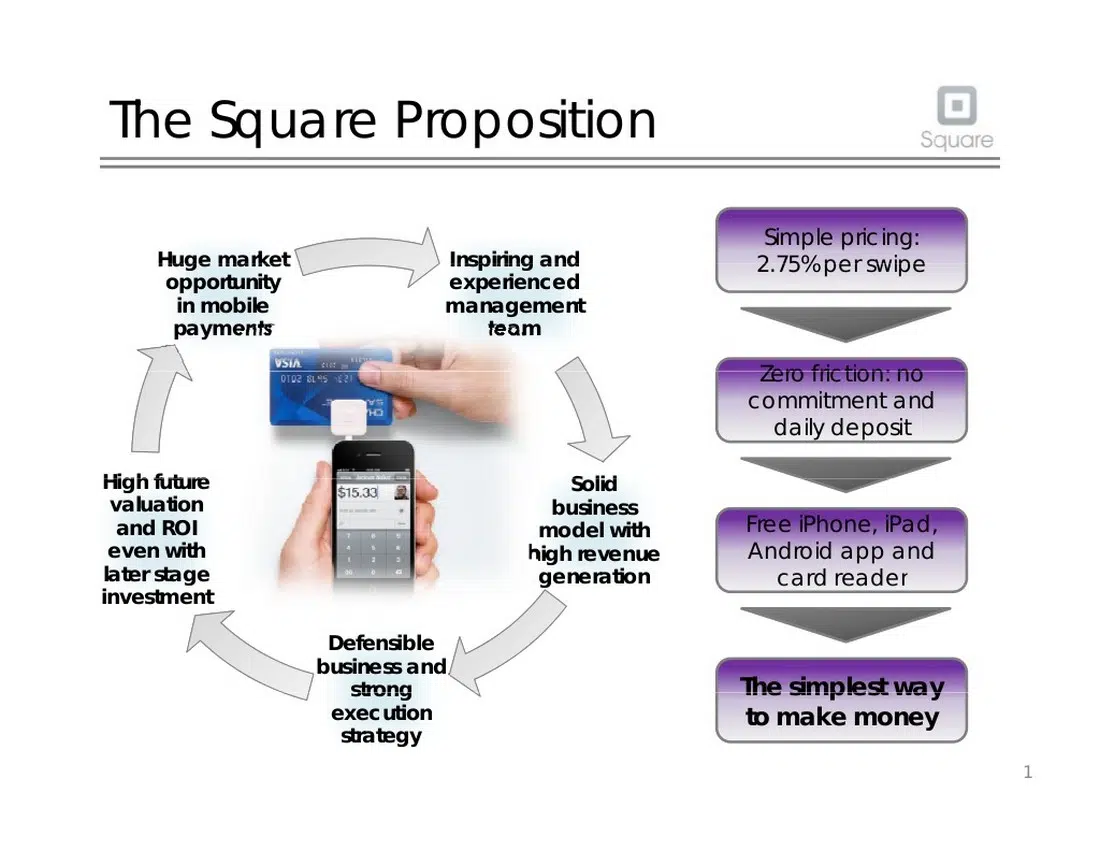 The Square Proposition
Square
Huge market
opportunity
in mobile
payments
Inspiring and
experienced
management
team
Solid
business
model with
high revenue
generation
Defensible
business and
strong
execution
strategy
High future
valuation
and ROI
even with
later stage
investment
VISA
$15.33
Simple pricing:
2.75% per swipe
Zero friction: no
commitment and
daily deposit
Free iPhone, iPad,
Android app and
card reader
The simplest way
to make money
1